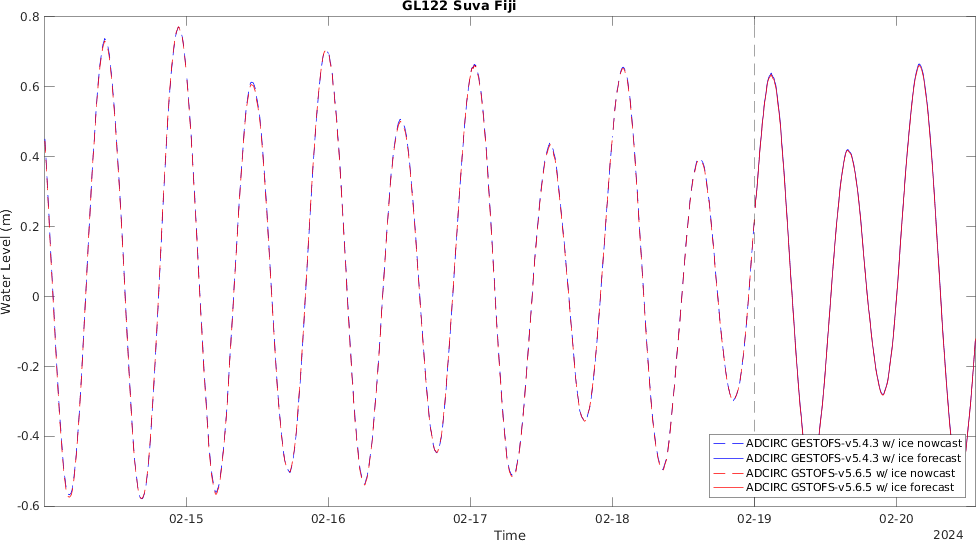 GL122 Suva Fiji
0.8
0.6
0.4
0.2
0
-0.2
-0.4
-0.6
Water Level (m)
ADCIRC GESTOFS-v5.4.3 w/ ice nowcast
ADCIRC GESTOFS-v5.4.3 w/ ice forecast
ADCIRC GSTOFS-v5.6.5 w/ ice nowcast
ADCIRC GSTOFS-v5.6.5 w/ ice forecast
02-15 02-16 02-17 02-18 02-19 02-20
Time
2024